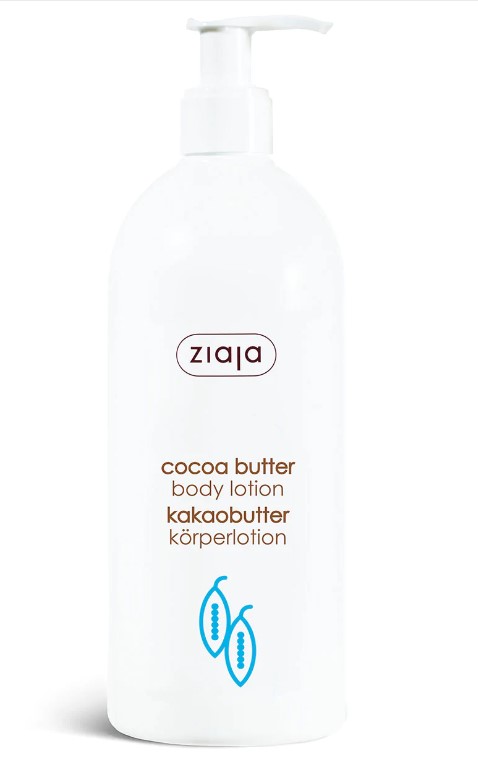 ziaja
cocoa butter
body lotion
kakaobutter
körperlotion